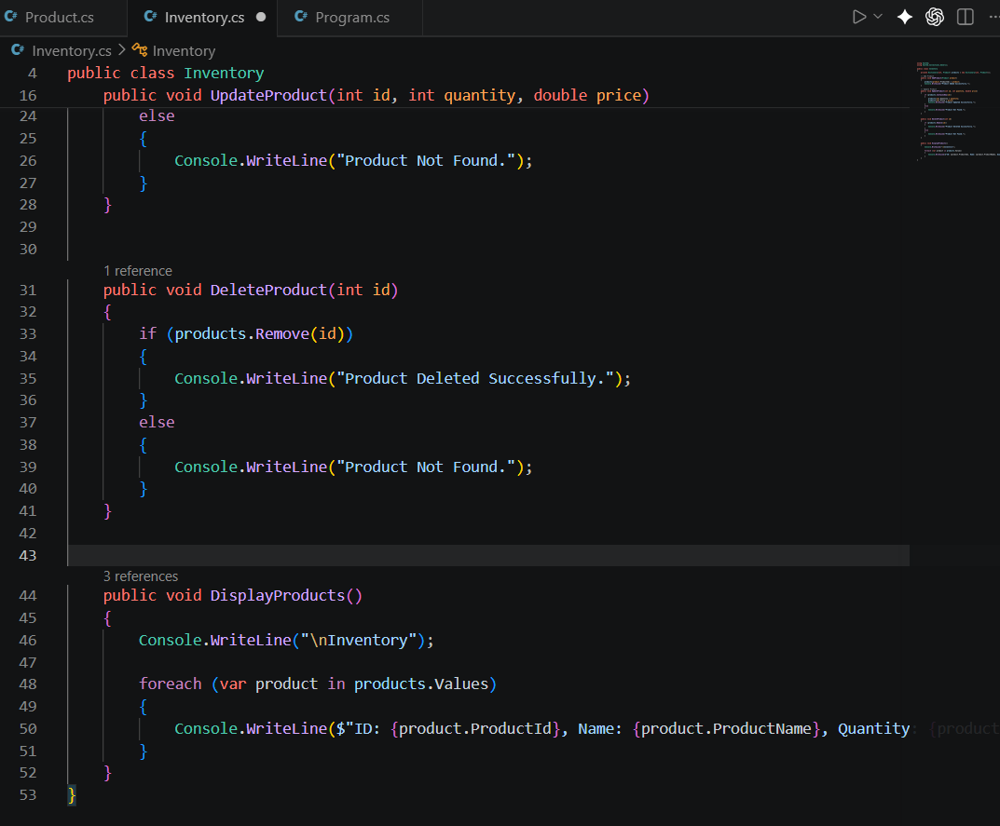 C# Product.cs
C# Inventory.cs
C# Program.cs
C# Inventory.cs > Inventory
4 public class Inventory
16 public void UpdateProduct(int id, int quantity, double price)
24 else
25 {
26 Console.WriteLine("Product Not Found.");
27 }
28 }
29
30
1 reference
31 public void DeleteProduct(int id)
32 {
33 if (products.Remove(id))
34 {
35 Console.WriteLine("Product Deleted Successfully.");
36 }
37 else
38 {
39 Console.WriteLine("Product Not Found.");
40 }
41 }
42
43
3 references
44 public void DisplayProducts()
45 {
46 Console.WriteLine("\nInventory");
47
48 foreach (var product in products.Values)
49 {
50 Console.WriteLine($"ID: {product.ProductId}, Name: {product.ProductName}, Quantity: {product
51 }
52 }
53 }